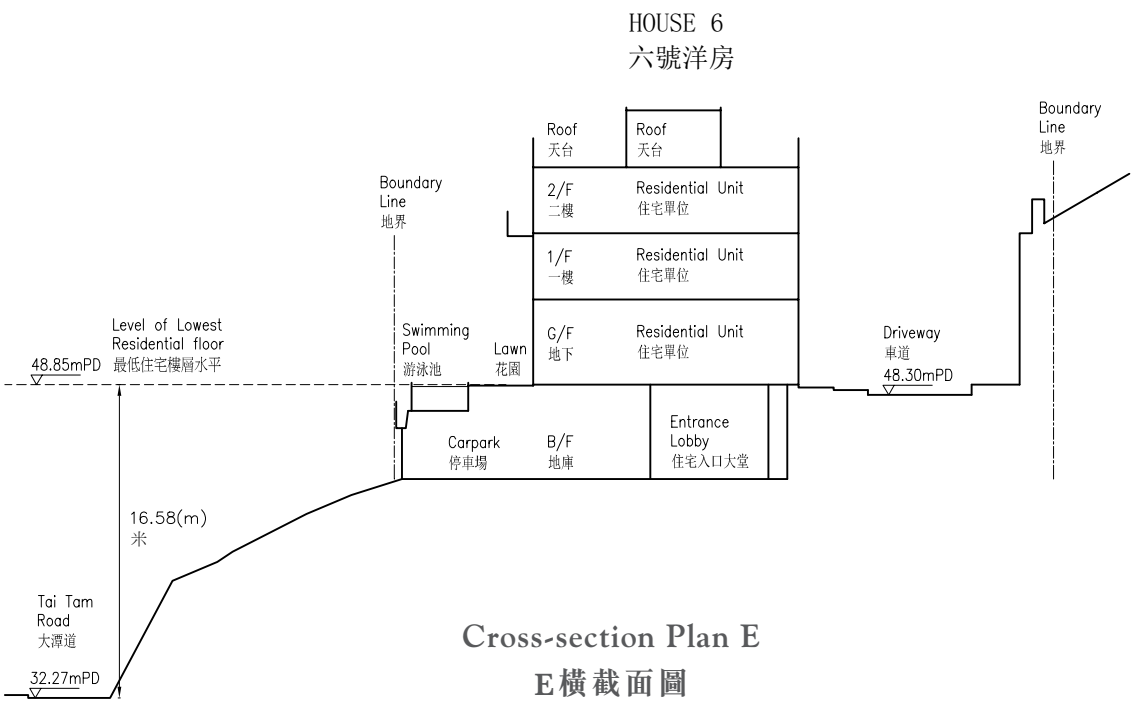 HOUSE 6
六號洋房
Boundary
Line
地界
Roof
天台
Roof
天台
Boundary
Line
地界
2/F
二樓
Residential Unit
住宅單位
1/F
一樓
Residential Unit
住宅單位
Level of Lowest
Residential floor
最低住宅樓層水平
48.85mPD
Swimming
Pool
游泳池
Lawn
花園
G/F
地下
Residential Unit
住宅單位
Driveway
車道
48.30mPD
Carpark
停車場
B/F
地庫
Entrance
Lobby
住宅入口大堂
16.58(m)
米
Tai Tam
Road
大潭道
32.27mPD
Cross-section Plan E
E橫截面圖